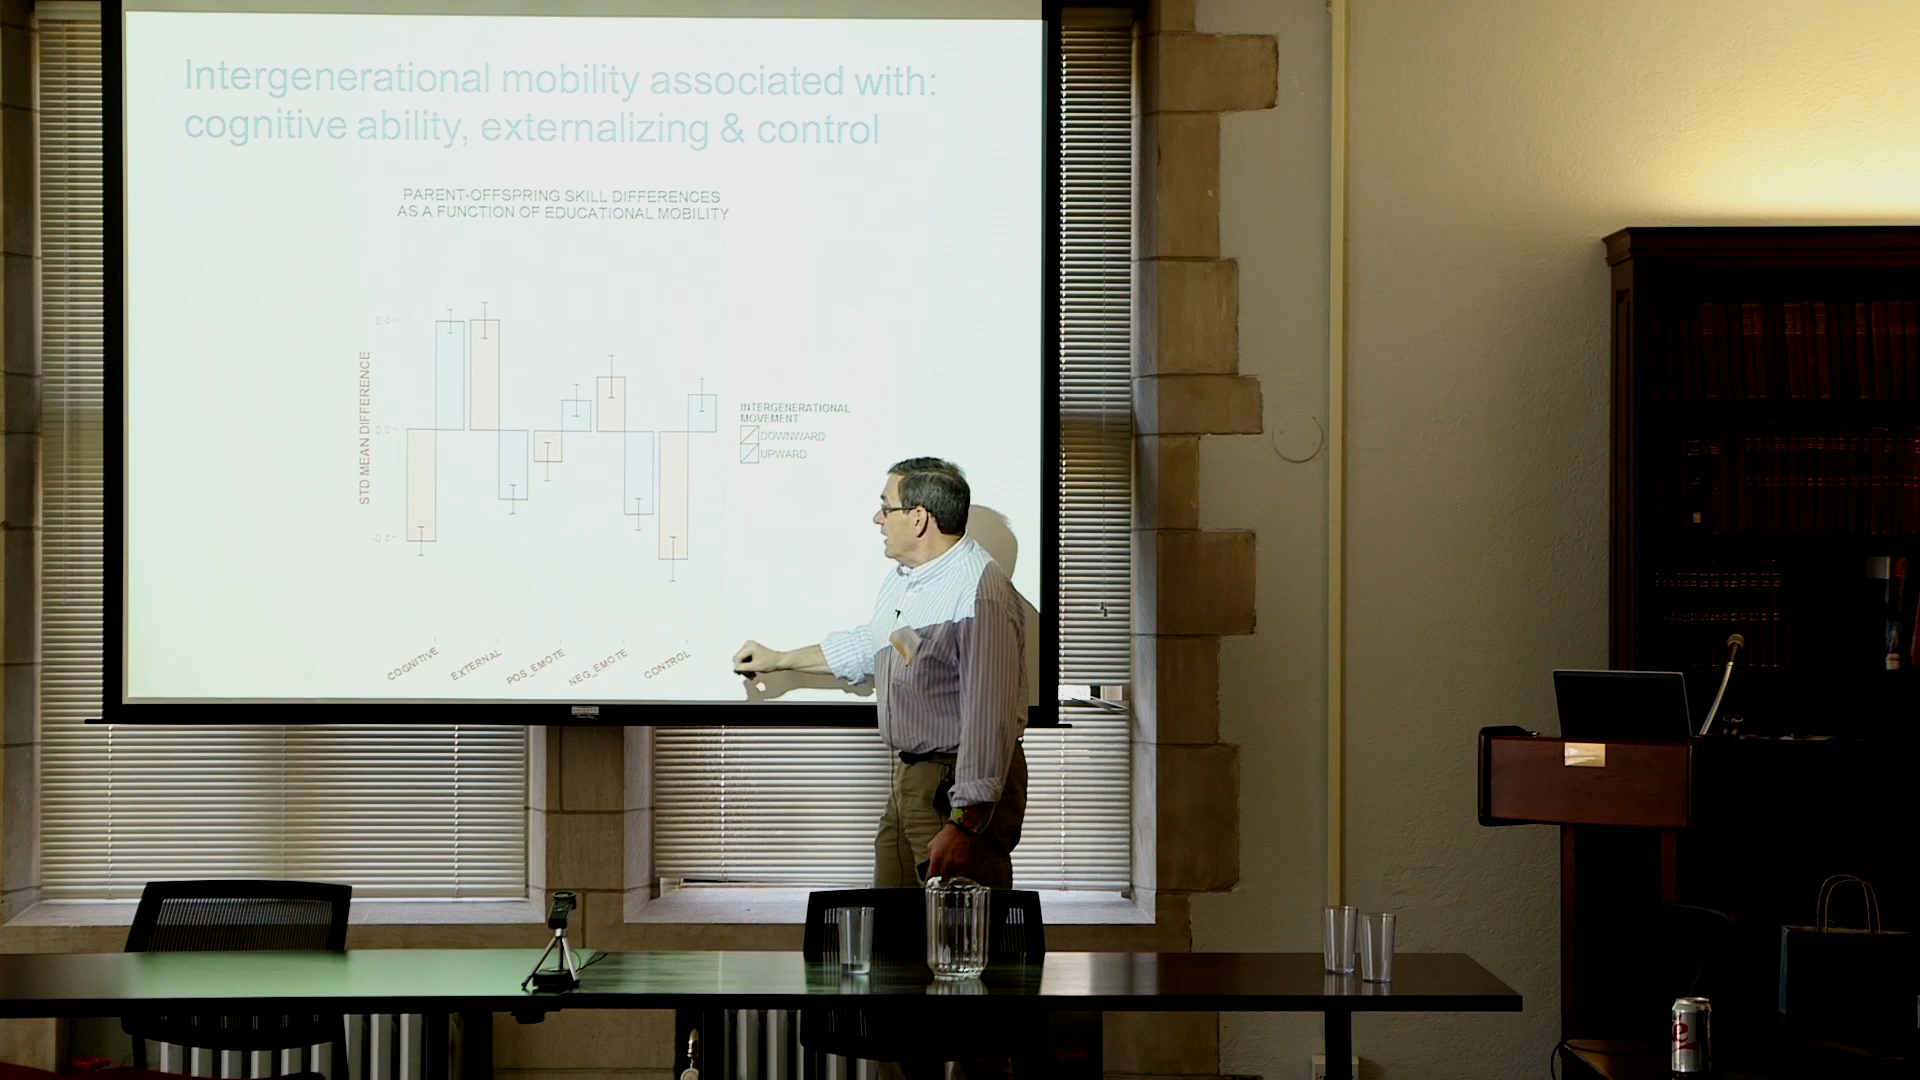 Intergenerational mobility associated with:
cognitive ability, externalizing & control
PARENT-OFFSPRING SKILL DIFFERENCES
AS A FUNCTION OF EDUCATIONAL MOBILITY
STD MEAN DIFFERENCE
0.4
0.0
-0.4
COGNITIVE
EXTERNAL
POS_EMOTE
NEG_EMOTE
CONTROL
INTERGENERATIONAL
MOVEMENT
DOWNWARD
UPWARD